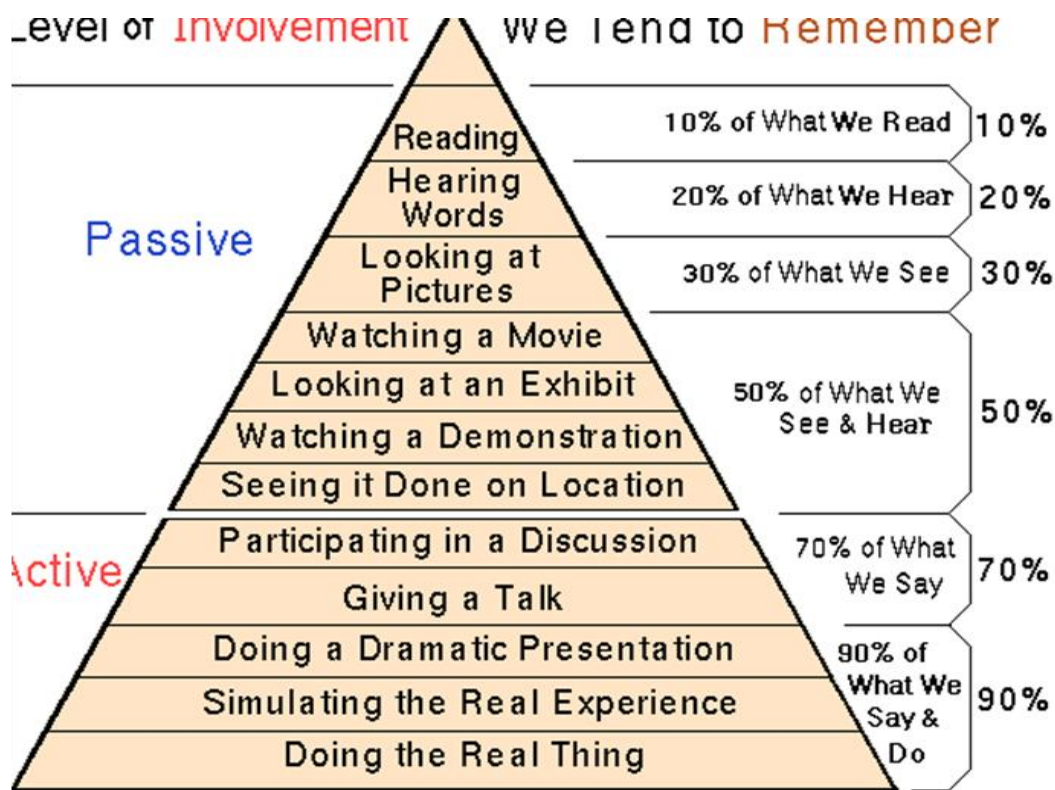 Level of Involvement
We Tend to Remember
Passive
Reading
Hearing
Words
Looking at
Pictures
Watching a Movie
Looking at an Exhibit
Watching a Demonstration
Seeing it Done on Location
10% of What We Read
10%
20% of What We Hear
20%
30% of What We See
30%
50% of What We
See & Hear
50%
Active
Participating in a Discussion
Giving a Talk
Doing a Dramatic Presentation
Simulating the Real Experience
Doing the Real Thing
70% of What
We Say
70%
90% of
What We
Say &
Do
90%